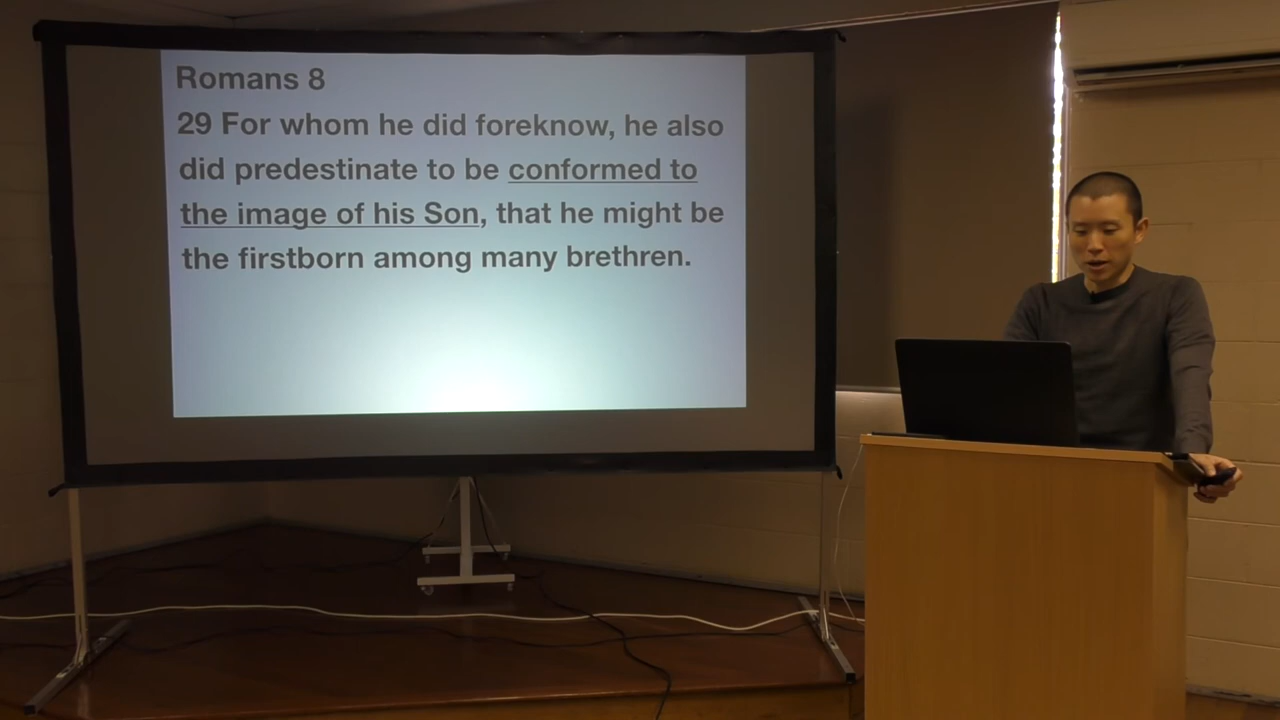 Romans 8
29 For whom he did foreknow, he also
did predestinate to be conformed to
the image of his Son, that he might be
the firstborn among many brethren.